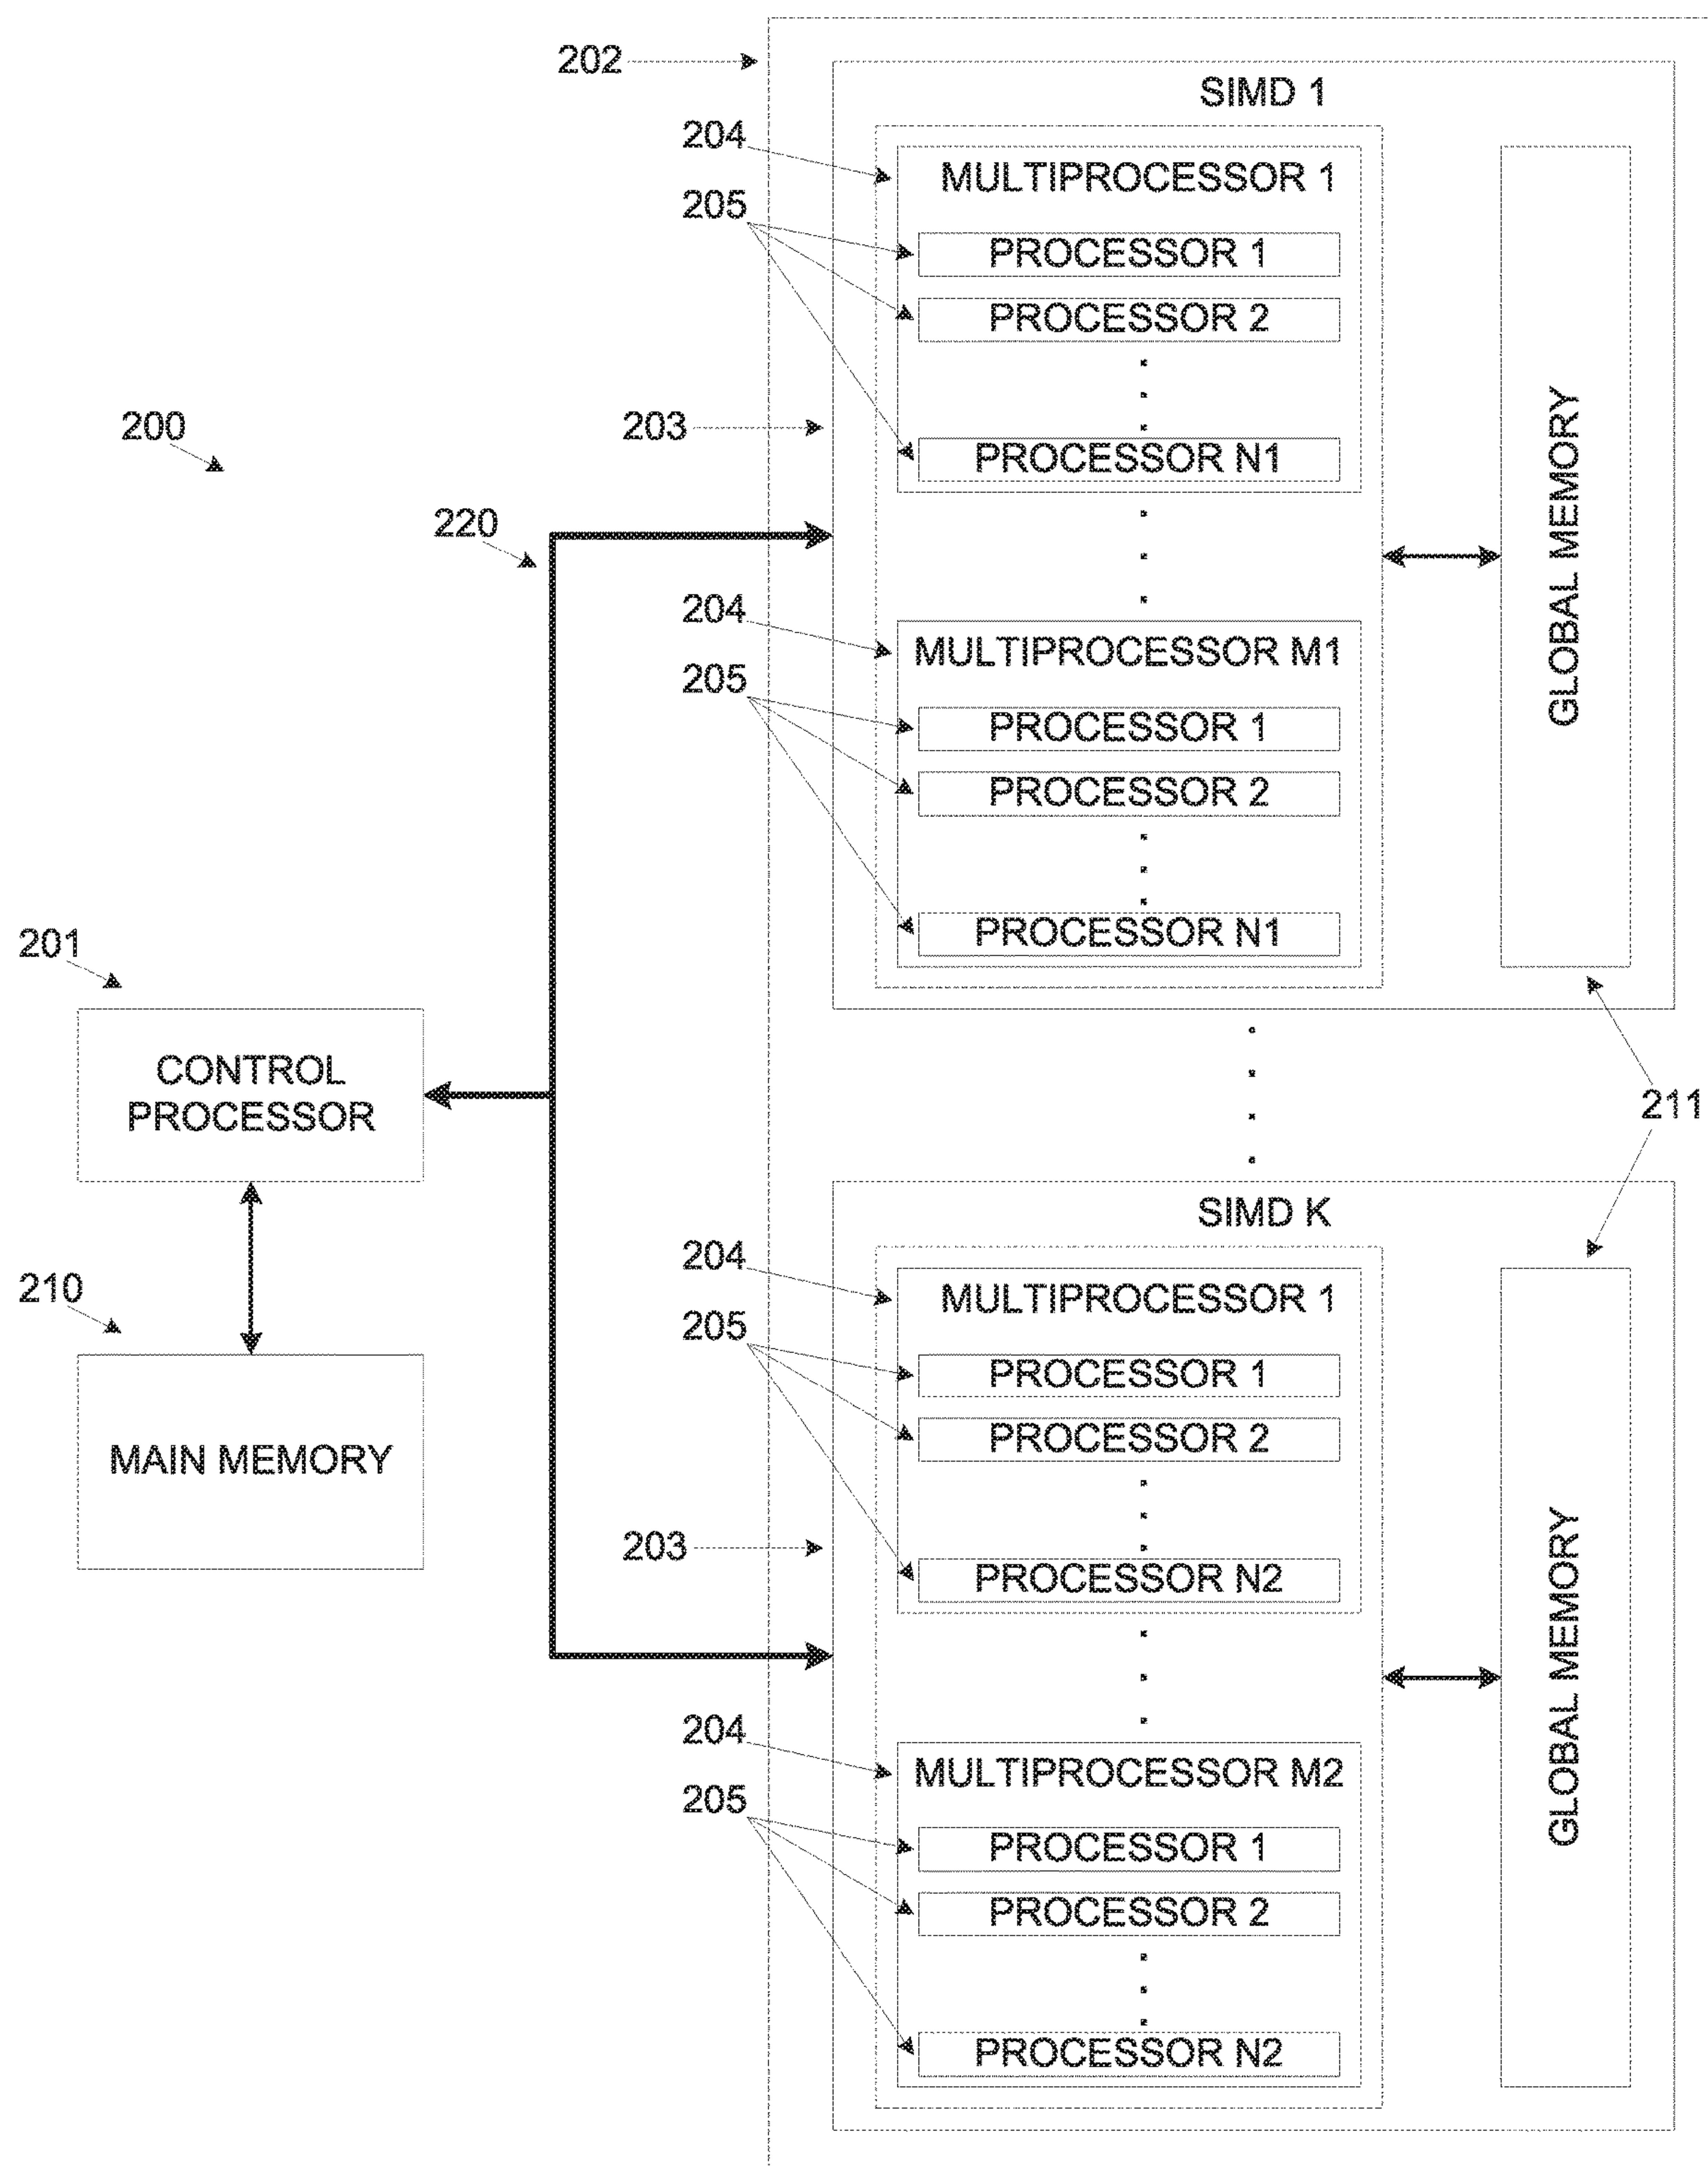 202
SIMD 1
204
MULTIPROCESSOR 1
205
PROCESSOR 1
PROCESSOR 2
200
203
PROCESSOR N1
220
GLOBAL MEMORY
204
MULTIPROCESSOR M1
205
PROCESSOR 1
PROCESSOR 2
PROCESSOR N1
201
CONTROL
PROCESSOR
211
SIMD K
204
MULTIPROCESSOR 1
210
205
PROCESSOR 1
PROCESSOR 2
MAIN MEMORY
203
PROCESSOR N2
GLOBAL MEMORY
204
MULTIPROCESSOR M2
205
PROCESSOR 1
PROCESSOR 2
PROCESSOR N2